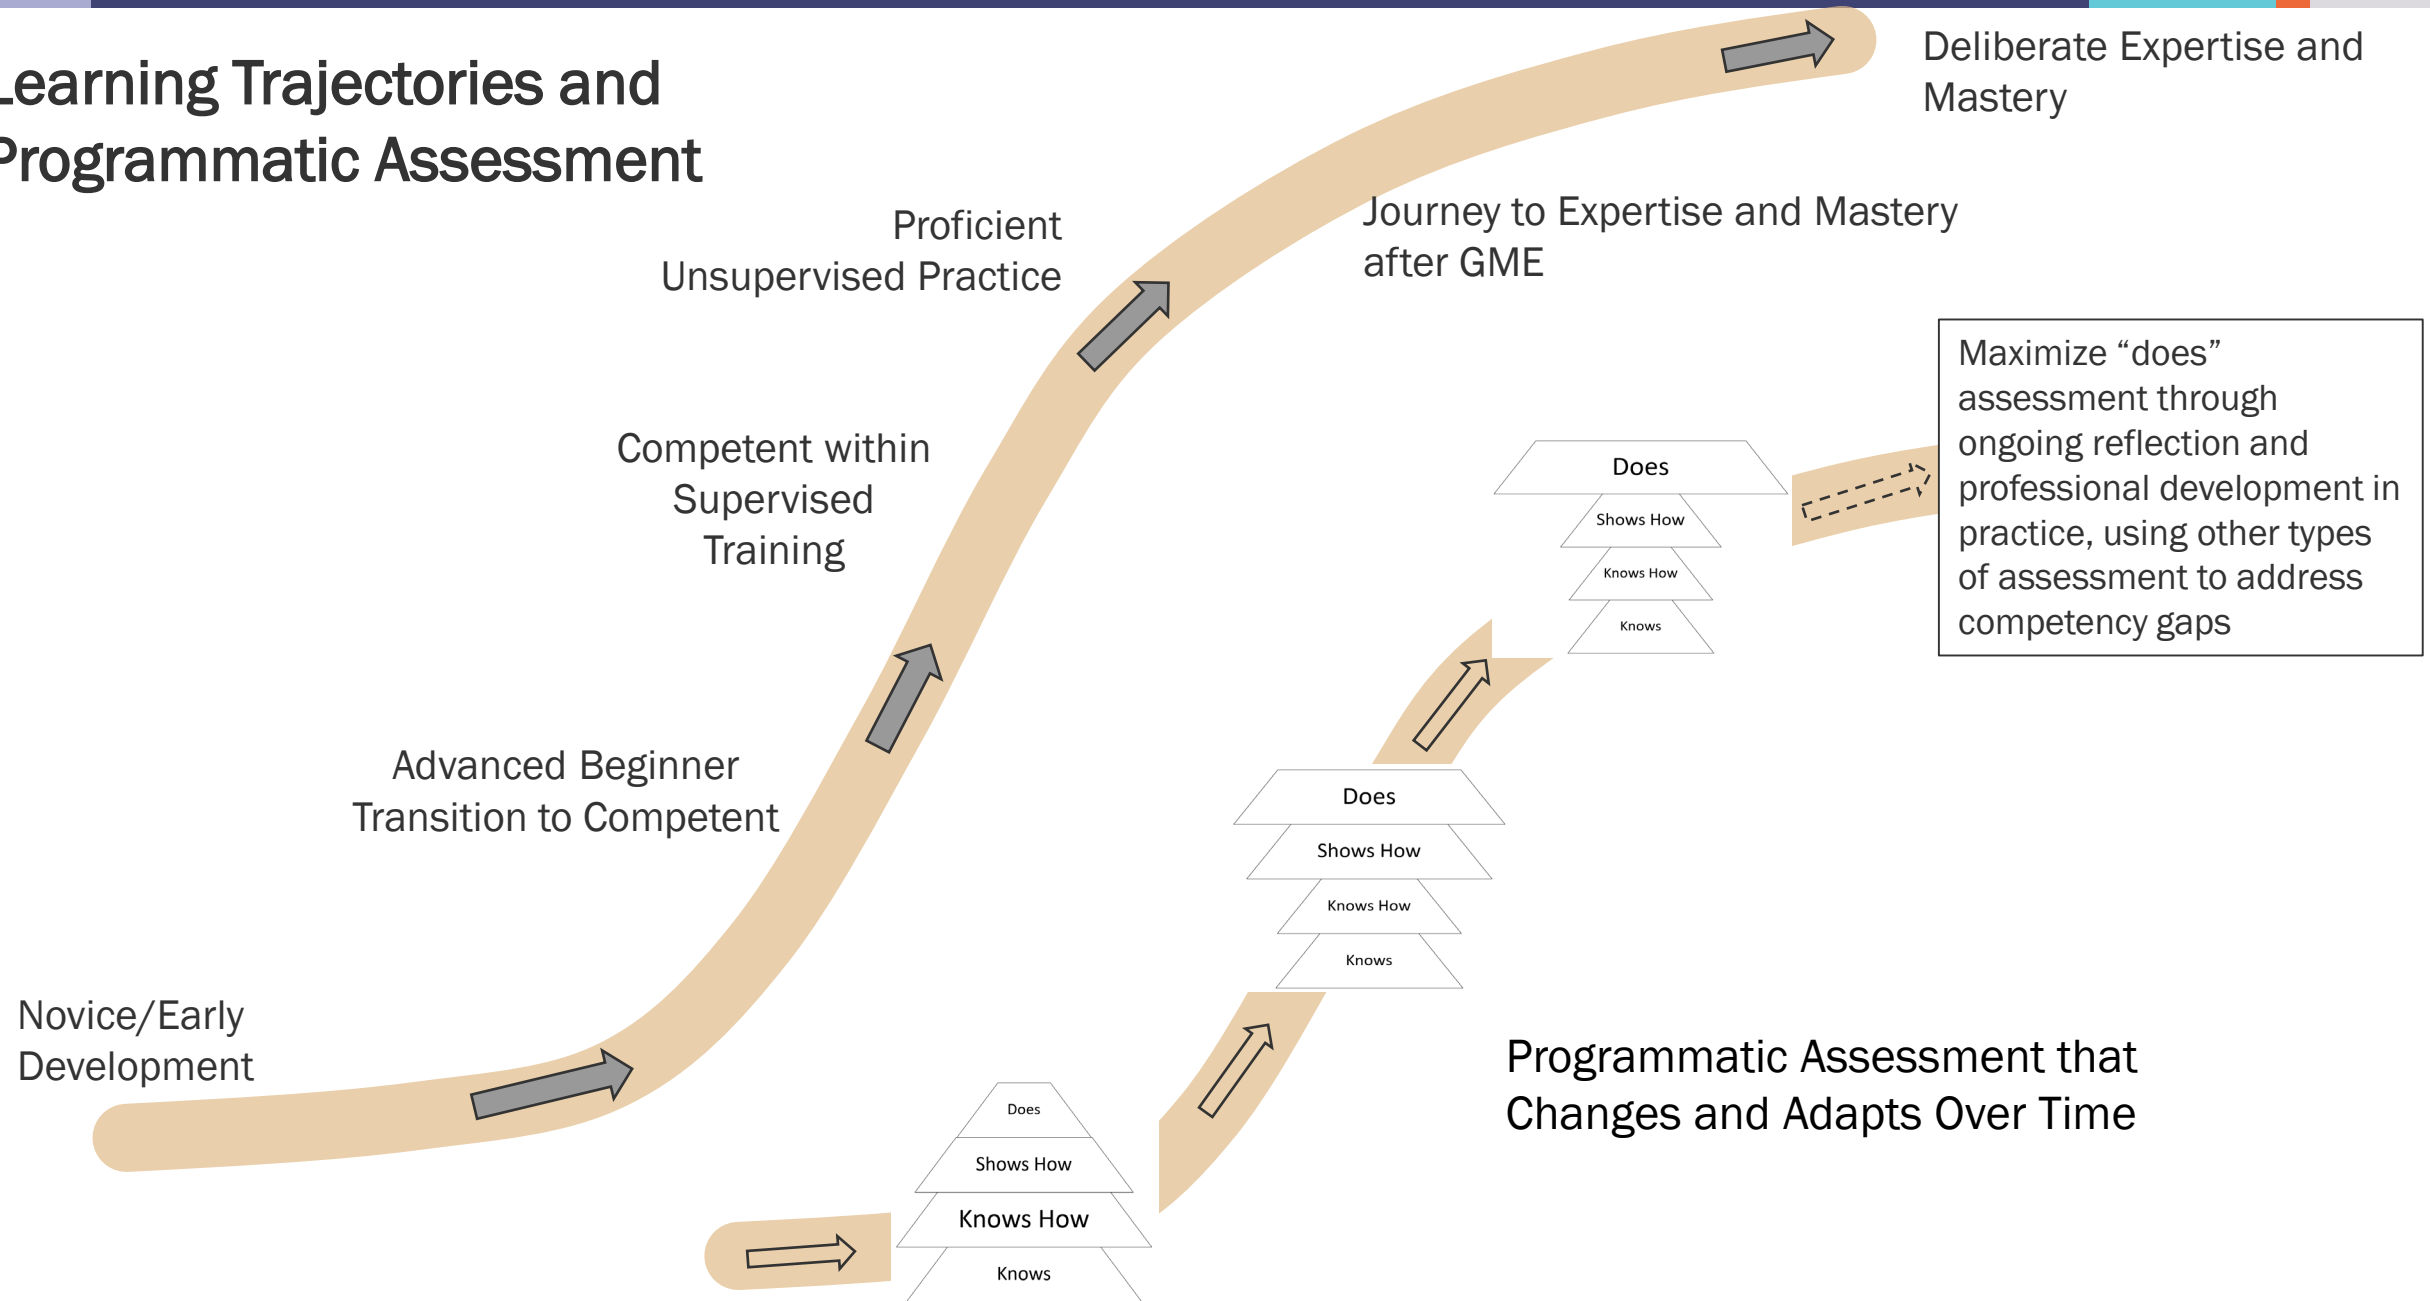 Learning Trajectories and
Programmatic Assessment
Deliberate Expertise and
Mastery
Proficient
Unsupervised Practice
Journey to Expertise and Mastery
after GME
Competent within
Supervised
Training
Maximize “does”
assessment through
ongoing reflection and
professional development in
practice, using other types
of assessment to address
competency gaps
Does
Shows How
Knows How
Knows
Advanced Beginner
Transition to Competent
Does
Shows How
Knows How
Knows
Novice/Early
Development
Programmatic Assessment that
Changes and Adapts Over Time
Does
Shows How
Knows How
Knows